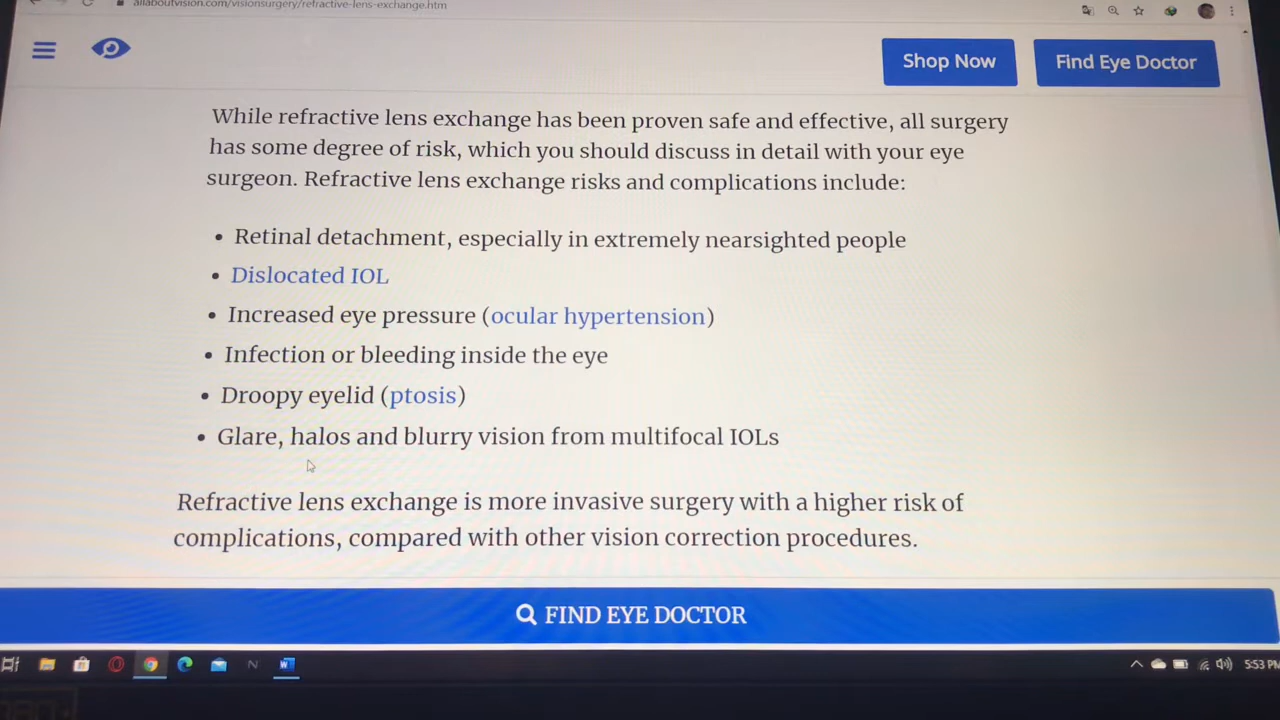 allaboutvision.com/visionsurgery/refractive-lens-exchange.htm
Shop Now
Find Eye Doctor
While refractive lens exchange has been proven safe and effective, all surgery
has some degree of risk, which you should discuss in detail with your eye
surgeon. Refractive lens exchange risks and complications include:
• Retinal detachment, especially in extremely nearsighted people
• Dislocated IOL
• Increased eye pressure (ocular hypertension)
• Infection or bleeding inside the eye
• Droopy eyelid (ptosis)
• Glare, halos and blurry vision from multifocal IOLs
Refractive lens exchange is more invasive surgery with a higher risk of
complications, compared with other vision correction procedures.
FIND EYE DOCTOR
5:53 PM